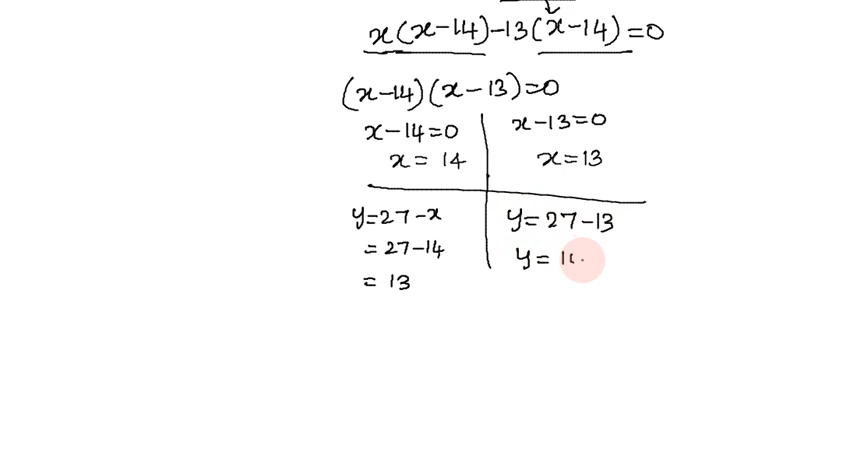 x(x-14)-13(x-14)=0
(x-14)(x-13)=0
x-14=0
x= 14
x-13=0
x=13
y=27-x
= 27-14
= 13
y= 27-13
y=